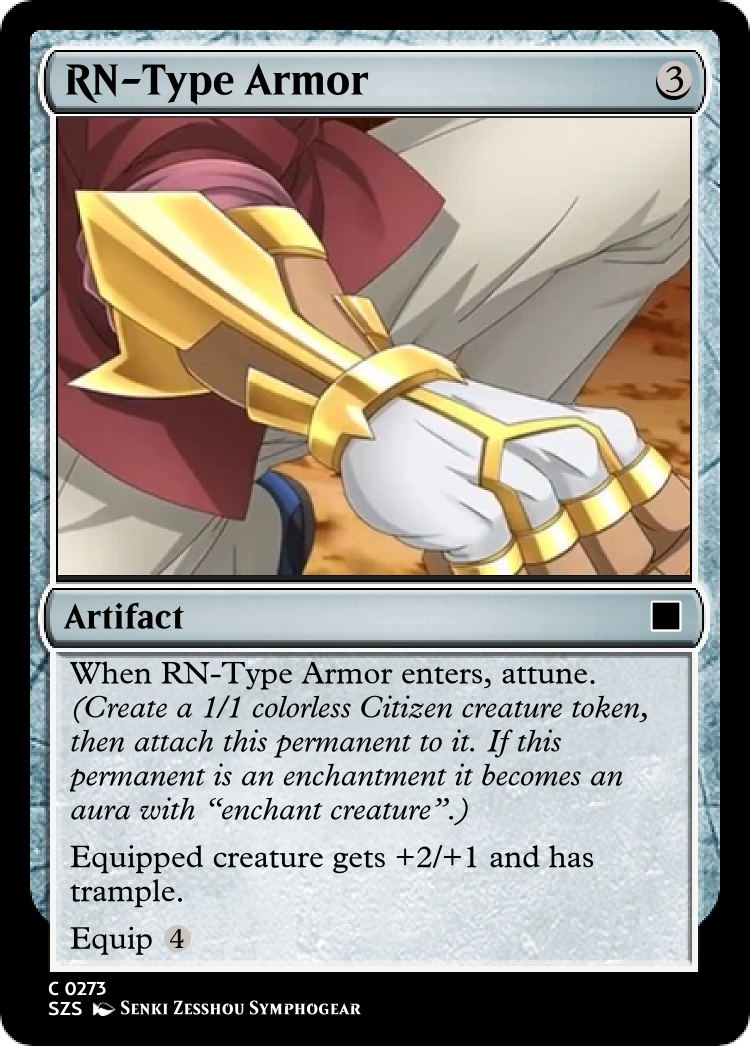 RN-Type Armor 3
Artifact
When RN-Type Armor enters, attune.
(Create a 1/1 colorless Citizen creature token,
then attach this permanent to it. If this
permanent is an enchantment it becomes an
aura with “enchant creature”.)
Equipped creature gets +2/+1 and has
trample.
Equip 4
C 0273
SZS Senki Zesshou Symphogear